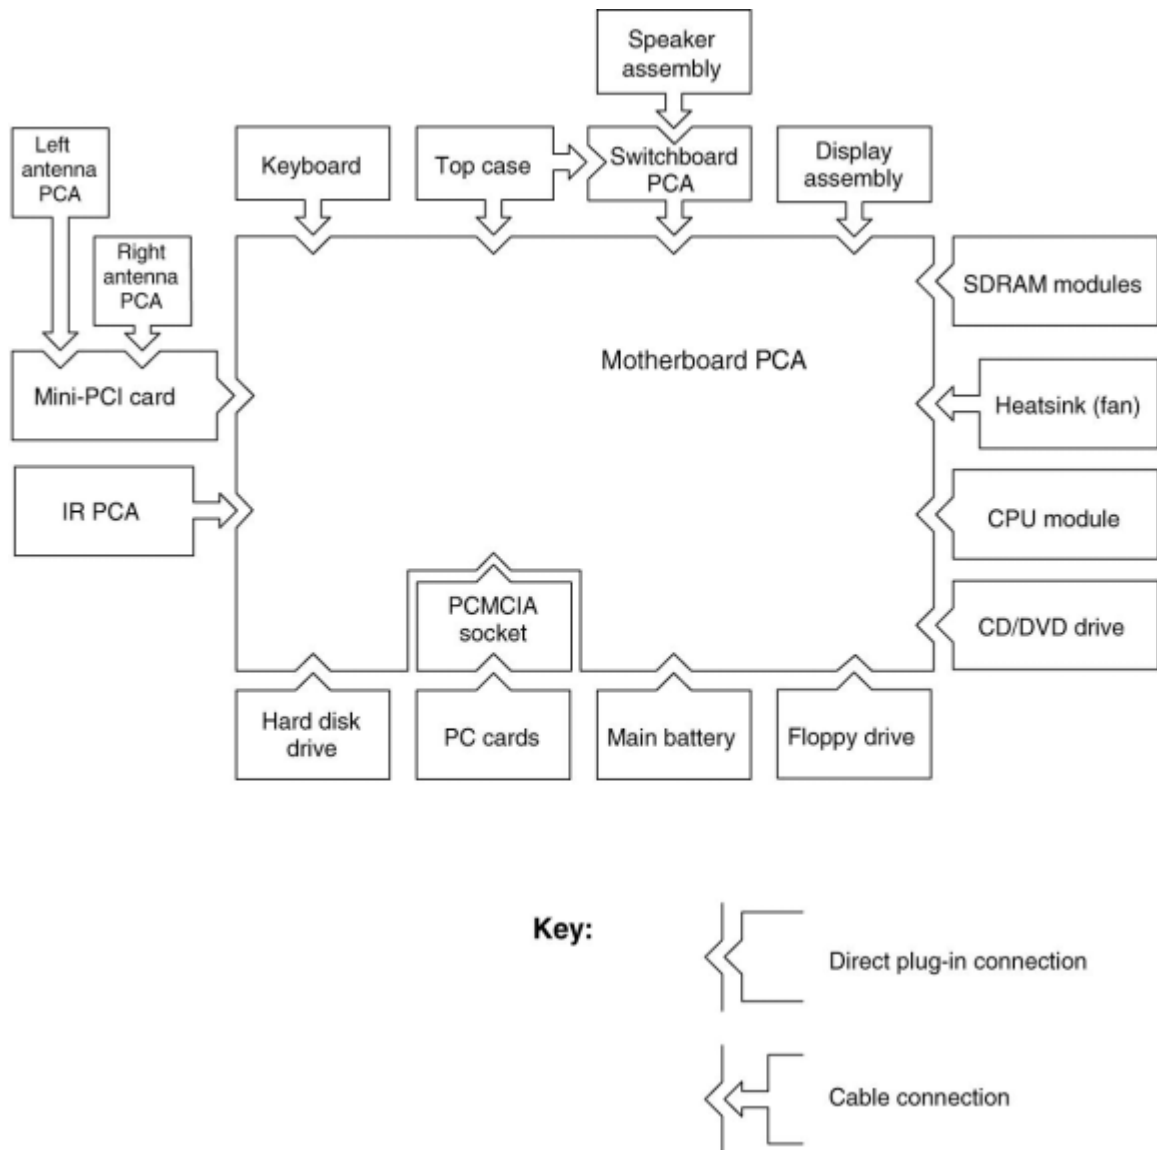 Speaker
assembly
Left
antenna
PCA
Keyboard
Top case
Switchboard
PCA
Display
assembly
Right
antenna
PCA
SDRAM modules
Motherboard PCA
Mini-PCI card
Heatsink (fan)
IR PCA
CPU module
PCMCIA
socket
CD/DVD drive
Hard disk
drive
PC cards
Main battery
Floppy drive
Key:
Direct plug-in connection
Cable connection